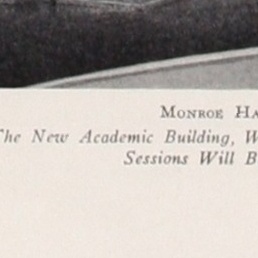 MONROE HA
The New Academic Building, W
Sessions Will B